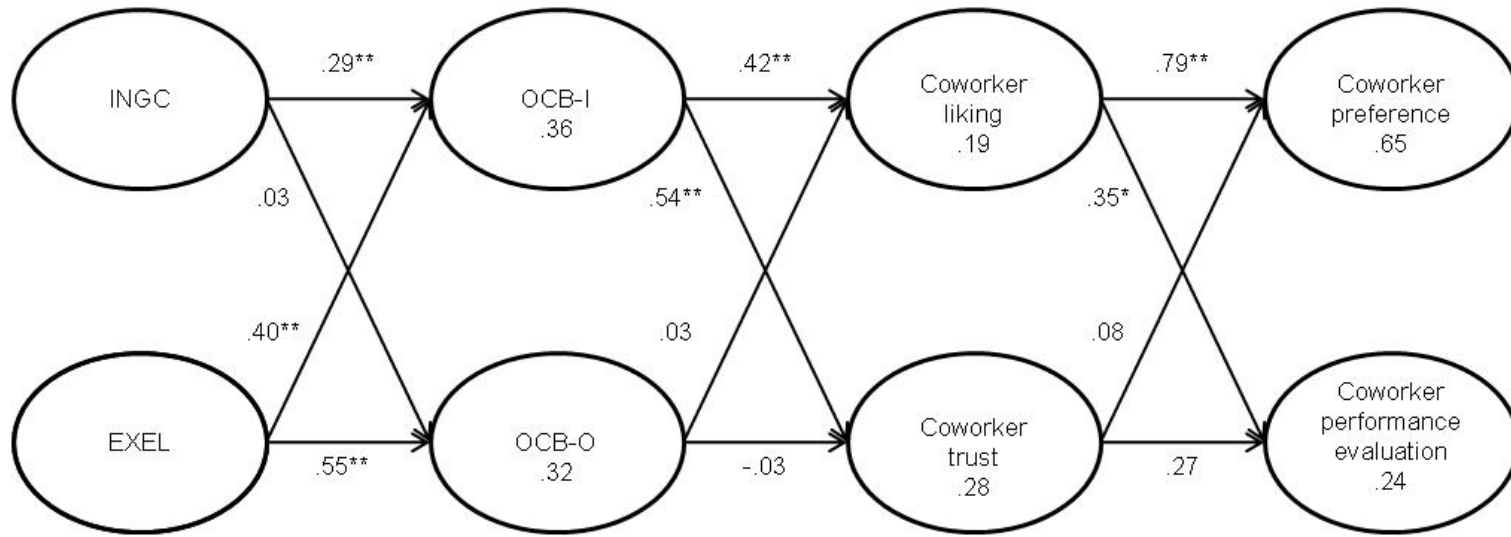 .29**
.42**
.79**
INGC
OCB-I
.36
Coworker
liking
.19
Coworker
preference
.65
.03
.54**
.35*
.40**
.03
.08
EXEL
OCB-O
.32
Coworker
trust
.28
Coworker
performance
evaluation
.24
.55**
-.03
.27